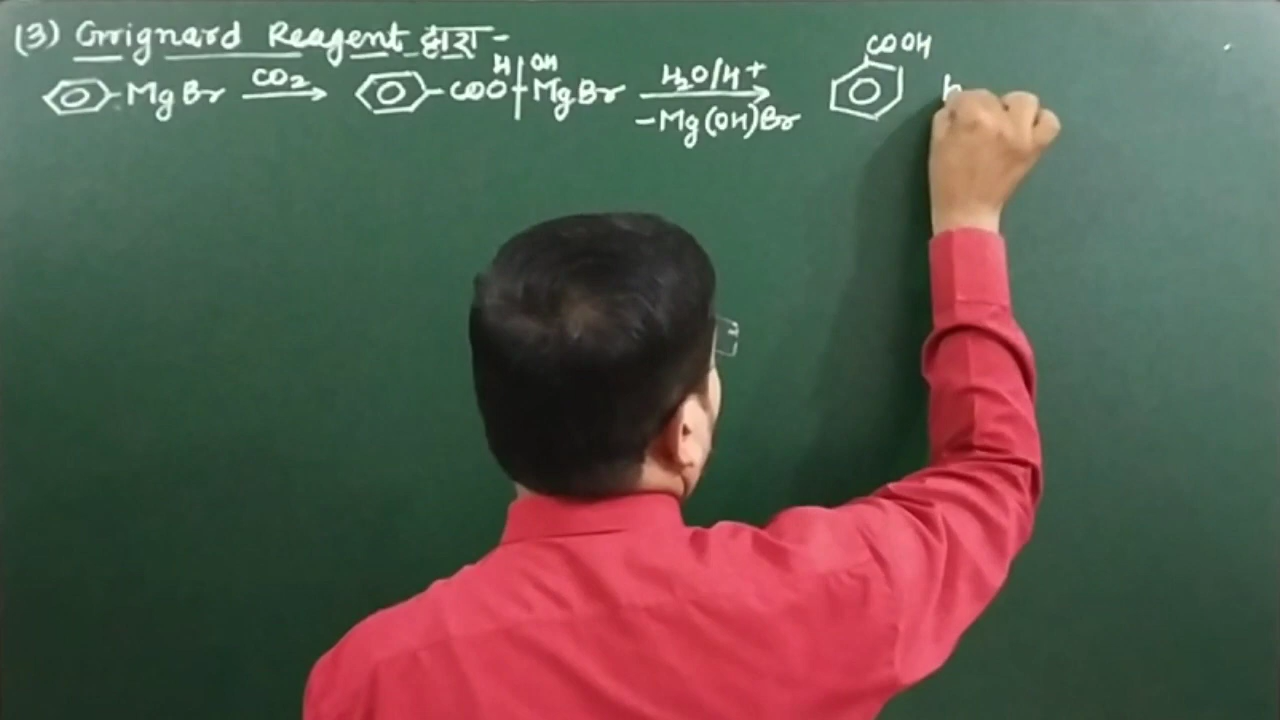 (3) Grignard Reagent द्वारा -
MgBr CO2 COO H OH MgBr H2O/H+ COOH
-Mg(OH)Br